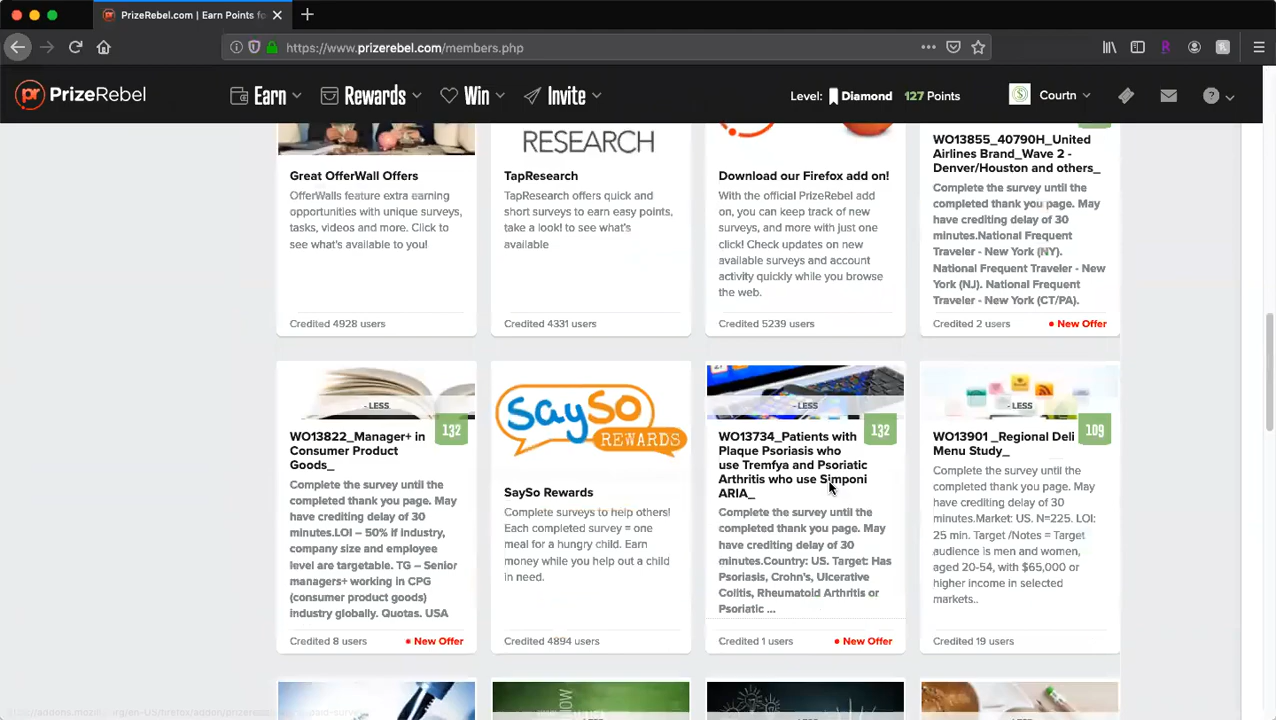 PrizeRebel.com | Earn Points fo
https://www.prizerebel.com/members.php
pr PrizeRebel
Earn
Rewards
Win
Invite
Level: Diamond 127 Points
Courtn
Great OfferWall Offers
OfferWalls feature extra earning
opportunities with unique surveys,
tasks, videos and more. Click to
see what's available to you!
Credited 4928 users
RESEARCH
TapResearch
TapResearch offers quick and
short surveys to earn easy points,
take a look! to see what's
available
Credited 4331 users
Download our Firefox add on!
With the official PrizeRebel add
on, you can keep track of new
surveys, and more with just one
click! Check updates on new
available surveys and account
activity quickly while you browse
the web.
Credited 5239 users
WO13855_40790H_United
Airlines Brand_Wave 2 -
Denver/Houston and others_
Complete the survey until the
completed thank you page. May
have crediting delay of 30
minutes.National Frequent
Traveler - New York (NY).
National Frequent Traveler - New
York (NJ). National Frequent
Traveler - New York (CT/PA).
Credited 2 users
New Offer
- LESS
132
WO13822_Manager+ in
Consumer Product
Goods_
Complete the survey until the
completed thank you page. May
have crediting delay of 30
minutes.LOI – 50% if industry,
company size and employee
level are targetable. TG – Senior
managers+ working in CPG
(consumer product goods)
industry globally. Quotas. USA
Credited 8 users
New Offer
saySo
REWARDS
SaySo Rewards
Complete surveys to help others!
Each completed survey = one
meal for a hungry child. Earn
money while you help out a child
in need.
Credited 4894 users
- LESS
132
WO13734_Patients with
Plaque Psoriasis who
use Tremfya and Psoriatic
Arthritis who use Simponi
ARIA_
Complete the survey until the
completed thank you page. May
have crediting delay of 30
minutes.Country: US. Target: Has
Psoriasis, Crohn's, Ulcerative
Colitis, Rheumatoid Arthritis or
Psoriatic ...
Credited 1 users
New Offer
- LESS
109
WO13901 _Regional Deli
Menu Study_
Complete the survey until the
completed thank you page. May
have crediting delay of 30
minutes.Market: US. N=225. LOI:
25 min. Target /Notes = Target
audience is men and women,
aged 20-54, with $65,000 or
higher income in selected
markets..
Credited 19 users